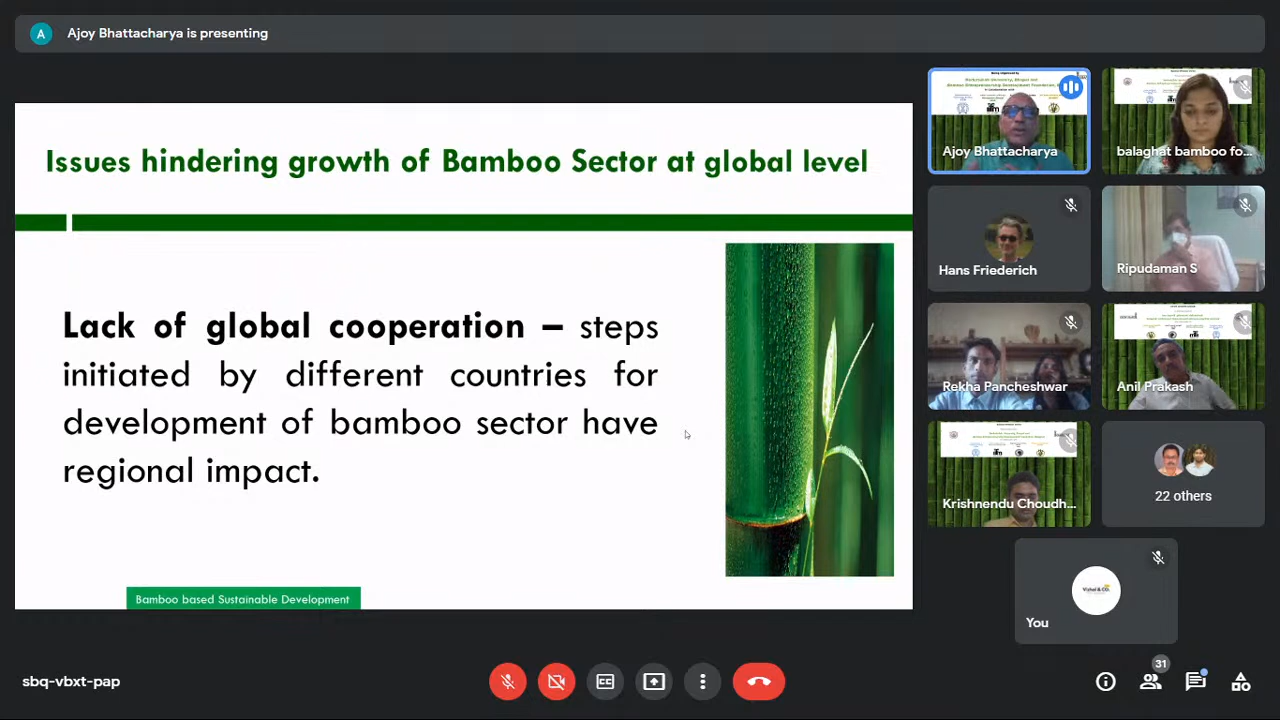 A
Ajoy Bhattacharya is presenting
Issues hindering growth of Bamboo Sector at global level
Lack of global cooperation – steps
initiated by different countries for
development of bamboo sector have
regional impact.
Bamboo based Sustainable Development
Ajoy Bhattacharya
balaghat bamboo fo...
Hans Friederich
Ripudaman S
Rekha Pancheshwar
Anil Prakash
Krishnendu Choudh...
22 others
You
sbq-vbxt-pap
CC
31